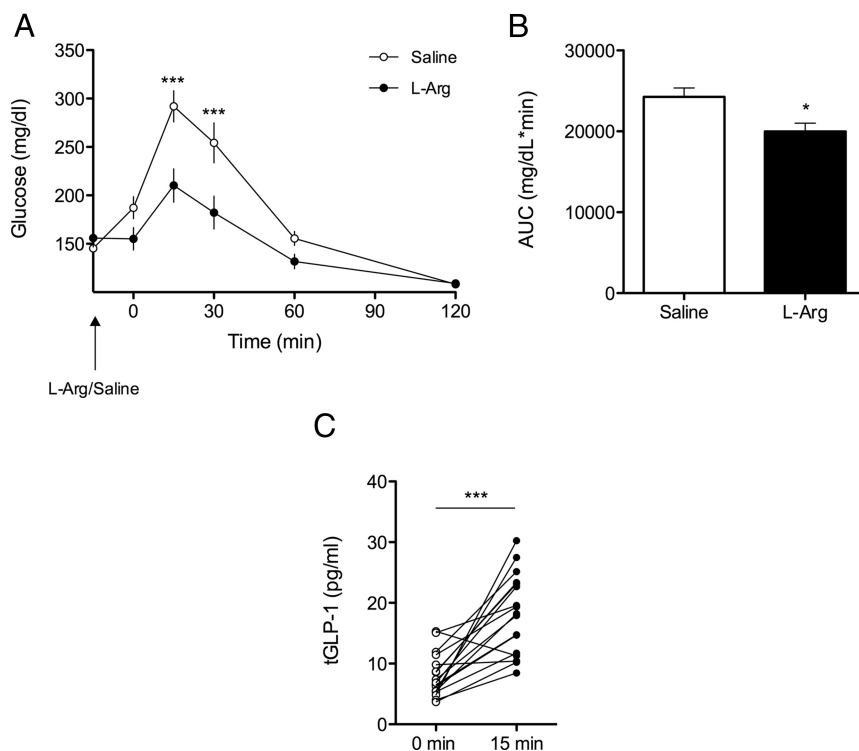 A
350
300
250
200
150
Glucose (mg/dl)
***
***
Saline
L-Arg
0
30
60
90
120
Time (min)
L-Arg/Saline
B
30000
20000
10000
0
AUC (mg/dL*min)
*
Saline
L-Arg
C
40
30
20
10
0
tGLP-1 (pg/ml)
***
0 min
15 min